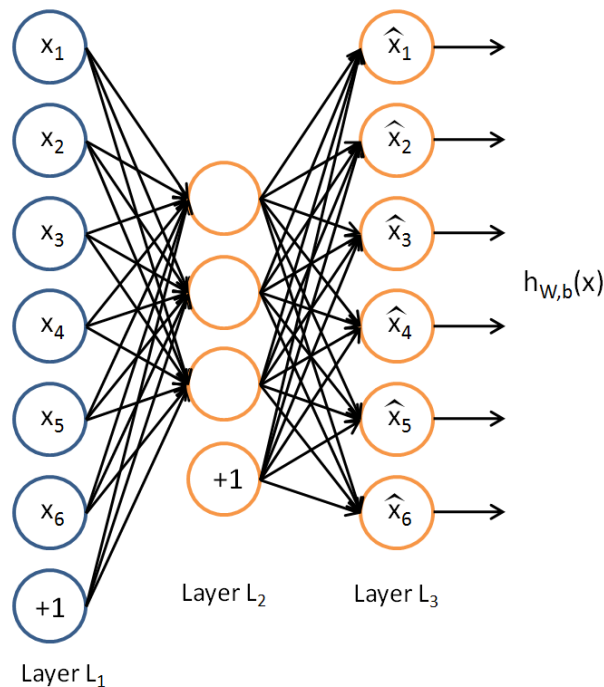 x₁
x₂
x₃
x₄
x₅
x₆
+1
Layer L₁
+1
Layer L₂
x̂₁
x̂₂
x̂₃
x̂₄
x̂₅
x̂₆
Layer L₃
h_{W,b}(x)